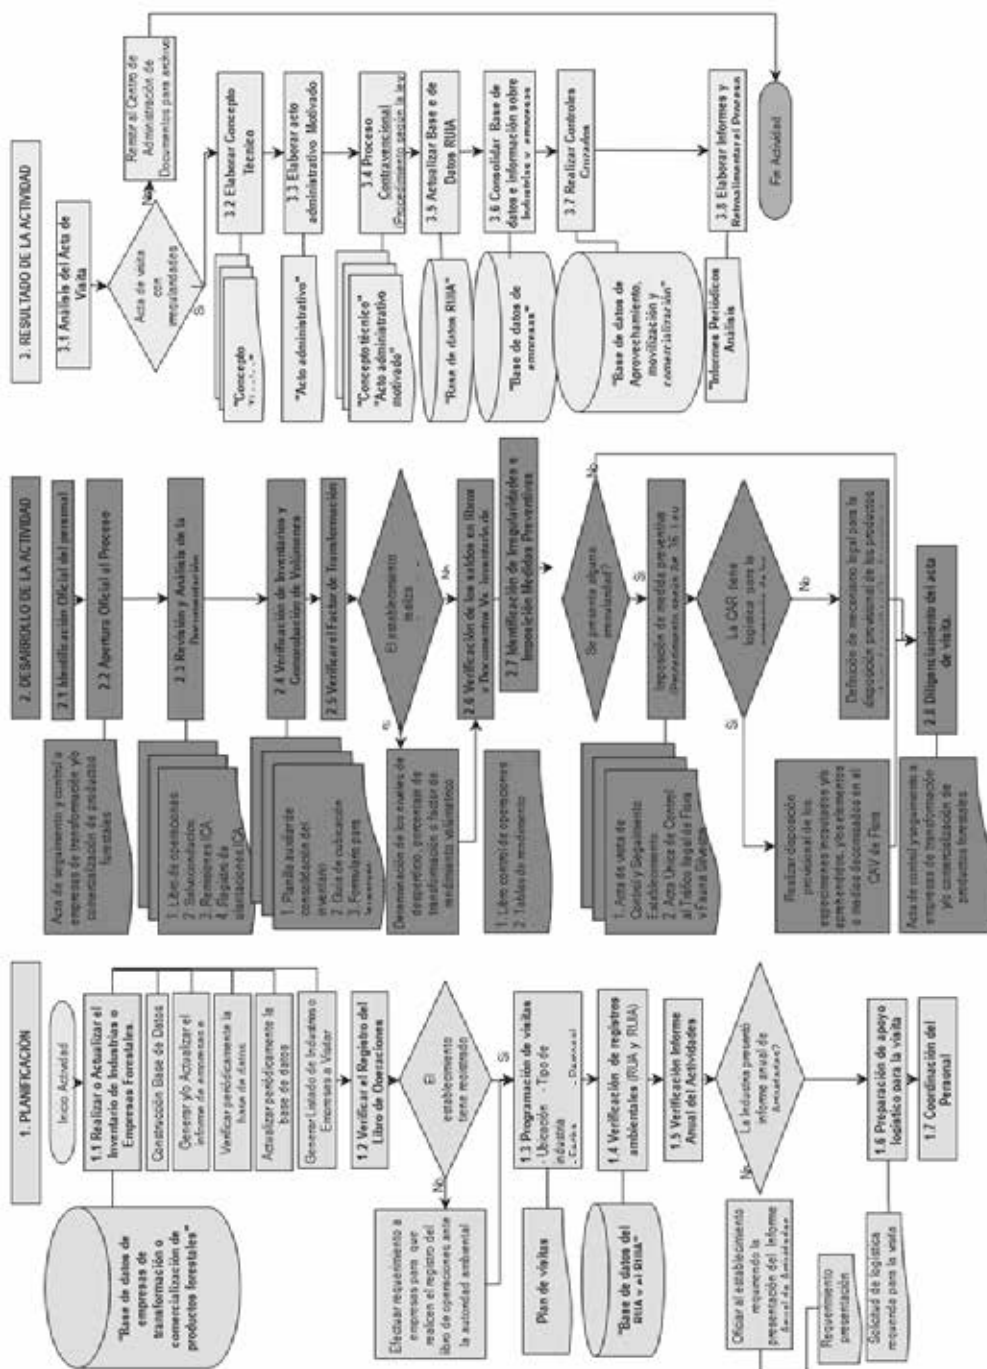 1. PLANIFICACION
Inicio Actividad
1.1 Realizar o Actualizar el
Inventario de Industrias o
Empresas Forestales.
"Base de datos de
empresas de
transformación o
comercialización de
productos forestales"
Construcción Base de Datos
Generar y/o Actualizar el
informe de empresas e
Verificar periódicamente la
base de datos
Actualizar periódicamente la
base de datos
Generar Listado de Industrias o
Empresas a Visitar
1.2 Verificar el Registro del
Libro de Operaciones
El
establecimiento
tiene registrado
No
Si
Efectuar requerimiento a
empresas para que
realicen el registro del
libro de operaciones ante
la autoridad ambiental
1.3 Programación de visitas
- Ubicación - Tipo de
industria
Plan de visitas
1.4 Verificación de registros
ambientales (RUA y RUIA)
"Base de datos del
RUA y el RUIA"
1.5 Verificación Informe
Anual del Actividades
La Industria presentó
informe anual de
No
Oficiar al establecimiento
requiriendo la
presentación del Informe
Anual de Actividades
Requerimiento
presentación
1.6 Preparación de apoyo
logístico para la visita
Solicitud de logística
requerida para la visita
1.7 Coordinación del
Personal
2. DESARROLLO DE LA ACTIVIDAD
2.1 Identificación Oficial del personal
2.2 Apertura Oficial al Proceso
Acta de seguimiento y control a
empresas de transformación y/o
comercialización de productos
forestales
2.3 Revisión y Análisis de la
Documentación
1. Libro de operaciones
2. Salvoconductos
3. Remisiones ICA
4. Registro de
plantaciones ICA
2.4 Verificación de Inventarios y
Comprobación de Volúmenes
1. Planilla auxiliar de
consolidación del
inventario
2. Guía de cubicación
3. Formulario para
2.5 Verificar el Factor de Transformación
El establecimiento
realiza
Si
No
Determinación de los niveles de
desperdicio, porcentaje de
transformación o factor de
rendimiento volumétrico
2.6 Verificación de los saldos en libros
o Documentos Vs. Inventario de
1. Libro control de operaciones
2. Tablas de rendimiento
2.7 Identificación de Irregularidades e
Imposición Medidas Preventivas
Se presenta alguna
irregularidad?
No
Si
Imposición de medida preventiva
1. Acta de visita de
Control y Seguimiento
Establecimiento
2. Acta Unica de Control
al Tráfico Ilegal de Flora
y Fauna Silvestre
La CAR tiene
logística para la
Si
No
Realizar disposición
provisional de los
especímenes incautados y/o
aprehendidos, y/o elementos
o medios decomisados en el
CAV de Flora
Definición de mecanismo legal para la
disposición provisional de los productos
2.8 Diligenciamiento del acta
de visita.
Acta de control y seguimiento a
empresas de transformación
y/o comercialización de
productos forestales
3. RESULTADO DE LA ACTIVIDAD
3.1 Análisis del Acta de
Visita
Acta de visita
con
irregularidades
No
Si
Remitir al Centro de
Administración de
Documentos para archivo
3.2 Elaborar Concepto
Técnico
"Concepto
3.3 Elaborar acto
administrativo Motivado
"Acto administrativo"
3.4 Proceso
Contravencional
(Procedimiento según la ley
"Concepto técnico"
"Acto administrativo
motivado"
3.5 Actualizar Base e de
Datos RUIA
"Base de datos RUIA"
3.6 Consolidar Base de
datos e información sobre
Industrias y empresas
"Base de datos de
empresas"
3.7 Realizar Controles
Cruzados
"Base de datos de
Aprovechamiento,
movilización y
comercialización"
3.8 Elaborar Informes y
Retroalimentar el Proceso
"Informes Periódicos
Análisis
Fin Actividad